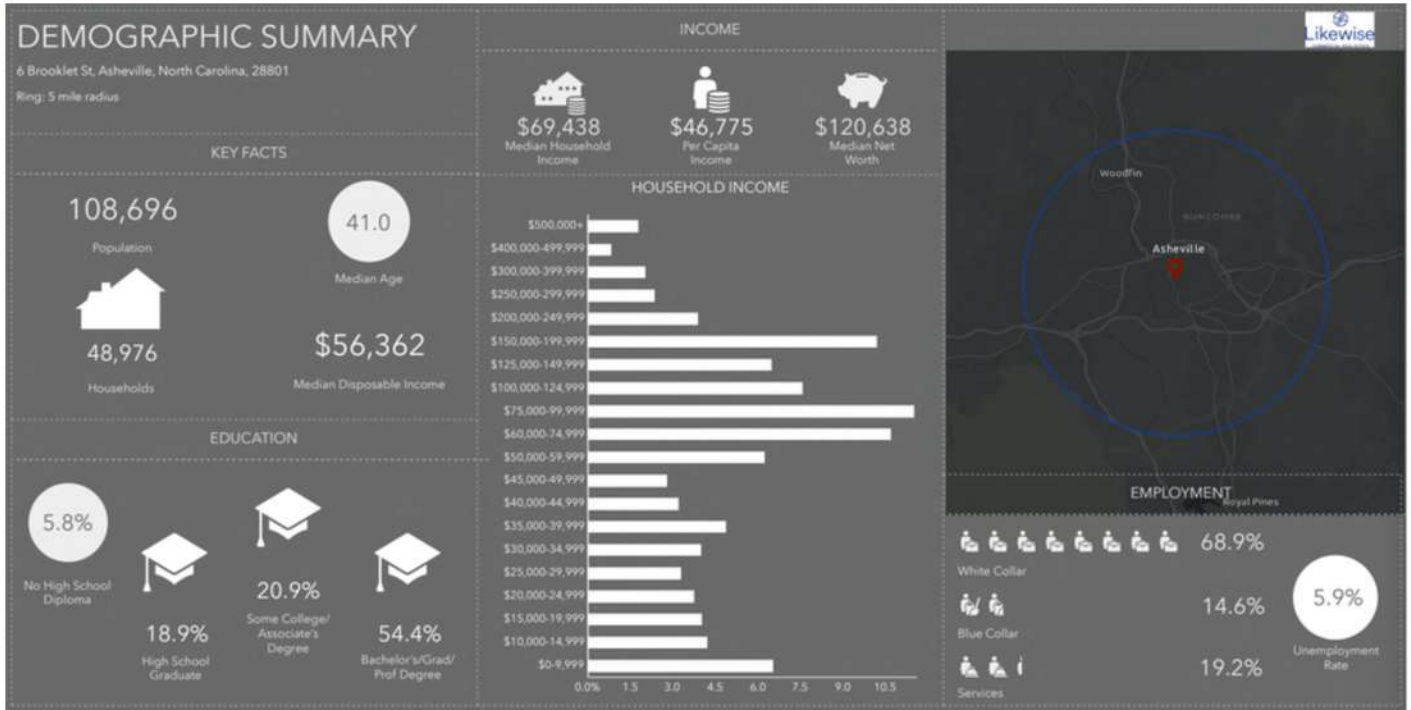 DEMOGRAPHIC SUMMARY
6 Brooklet St, Asheville, North Carolina, 28801
Ring: 5 mile radius
KEY FACTS
108,696
Population
41.0
Median Age
48,976
Households
$56,362
Median Disposable Income
EDUCATION
5.8%
No High School
Diploma
18.9%
High School
Graduate
20.9%
Some College/
Associate's
Degree
54.4%
Bachelor's/Grad/
Prof Degree
INCOME
$69,438
Median Household
Income
$46,775
Per Capita
Income
$120,638
Median Net
Worth
HOUSEHOLD INCOME
$500,000+
$400,000-499,999
$300,000-399,999
$250,000-299,999
$200,000-249,999
$150,000-199,999
$125,000-149,999
$100,000-124,999
$75,000-99,999
$60,000-74,999
$50,000-59,999
$45,000-49,999
$40,000-44,999
$35,000-39,999
$30,000-34,999
$25,000-29,999
$20,000-24,999
$15,000-19,999
$10,000-14,999
$0-9,999
0.0% 1.5 3.0 4.5 6.0 7.5 9.0 10.5
Likewise
Woodfin
BUNCOMBE
Asheville
Royal Pines
EMPLOYMENT
68.9%
White Collar
14.6%
Blue Collar
19.2%
Services
5.9%
Unemployment
Rate